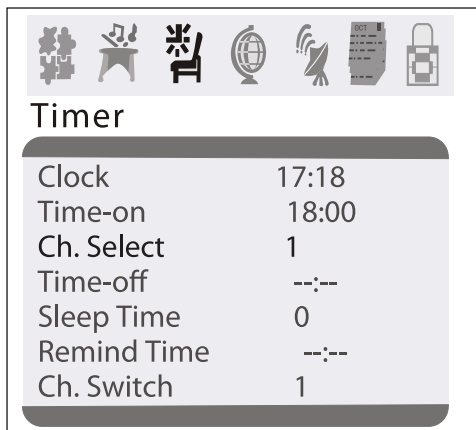 OCT
Timer
Clock 17:18
Time-on 18:00
Ch. Select 1
Time-off --:--
Sleep Time 0
Remind Time --:--
Ch. Switch 1